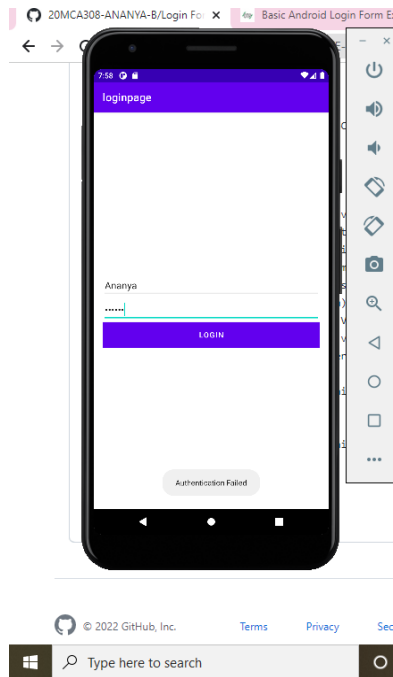 20MCA308-ANANYA-B/Login Fo
Basic Android Login Form E
7:58
loginpage
Ananya
LOGIN
Authentication Failed
© 2022 GitHub, Inc.
Terms
Privacy
Sec
Type here to search